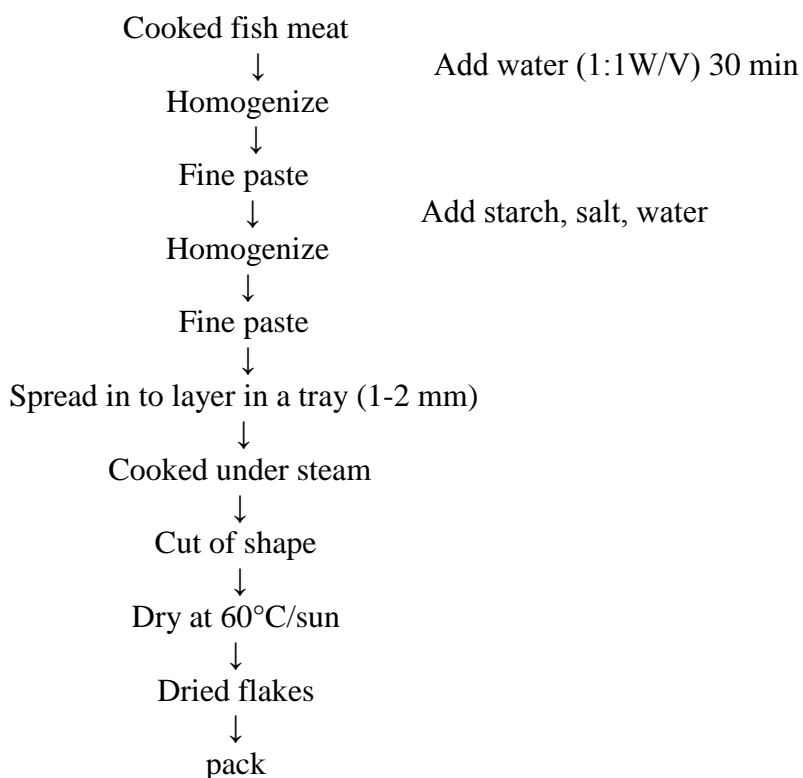 Cooked fish meat
Add water (1:1W/V) 30 min
↓
Homogenize
↓
Fine paste
↓
Add starch, salt, water
Homogenize
↓
Fine paste
↓
Spread in to layer in a tray (1-2 mm)
↓
Cooked under steam
↓
Cut of shape
↓
Dry at 60°C/sun
↓
Dried flakes
↓
pack